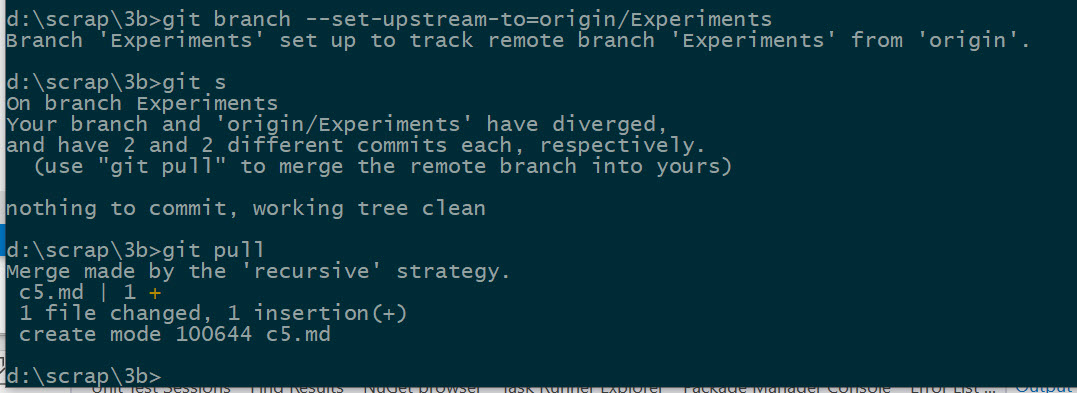 d:\scrap\3b>git branch --set-upstream-to=origin/Experiments
Branch 'Experiments' set up to track remote branch 'Experiments' from 'origin'.
d:\scrap\3b>git s
On branch Experiments
Your branch and 'origin/Experiments' have diverged,
and have 2 and 2 different commits each, respectively.
  (use "git pull" to merge the remote branch into yours)
nothing to commit, working tree clean
d:\scrap\3b>git pull
Merge made by the 'recursive' strategy.
 c5.md | 1 +
 1 file changed, 1 insertion(+)
 create mode 100644 c5.md
d:\scrap\3b>
Unit Test Sessions Find Results NuGet browser Task Runner Explorer Package Manager Console Error List ... Output